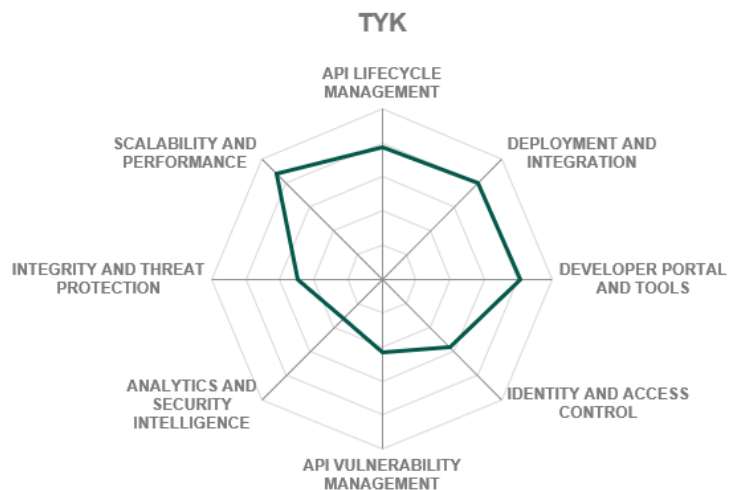 TYK
API LIFECYCLE
MANAGEMENT
SCALABILITY AND
PERFORMANCE
DEPLOYMENT AND
INTEGRATION
INTEGRITY AND THREAT
PROTECTION
DEVELOPER PORTAL
AND TOOLS
ANALYTICS AND
SECURITY
INTELLIGENCE
IDENTITY AND ACCESS
CONTROL
API VULNERABILITY
MANAGEMENT